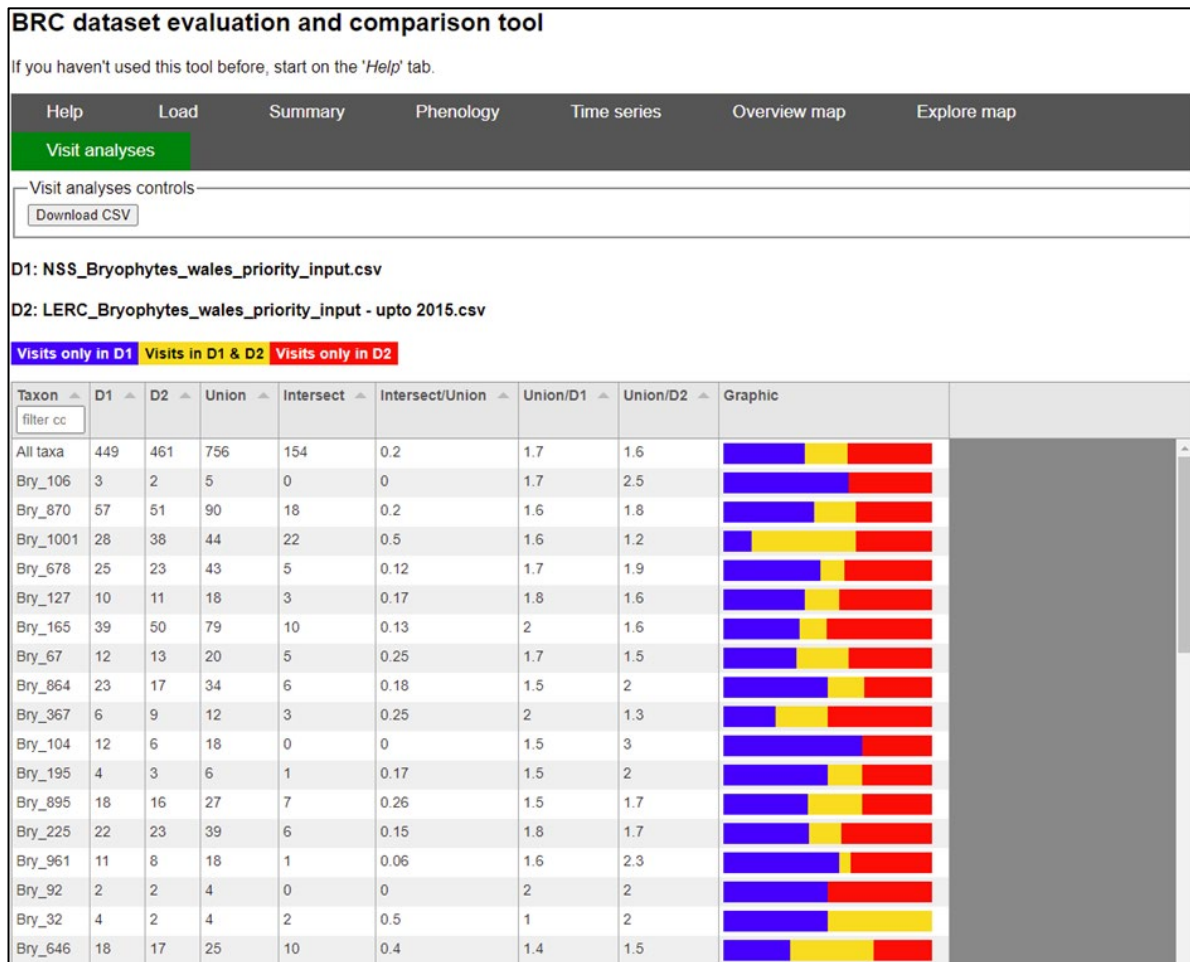 BRC dataset evaluation and comparison tool
If you haven't used this tool before, start on the 'Help' tab.
Help Load Summary Phenology Time series Overview map Explore map
Visit analyses
Visit analyses controls
Download CSV
D1: NSS_Bryophytes_wales_priority_input.csv
D2: LERC_Bryophytes_wales_priority_input - upto 2015.csv
Visits only in D1 Visits in D1 & D2 Visits only in D2
Taxon D1 D2 Union Intersect Intersect/Union Union/D1 Union/D2 Graphic
filter cc
All taxa 449 461 756 154 0.2 1.7 1.6
Bry_106 3 2 5 0 0 1.7 2.5
Bry_870 57 51 90 18 0.2 1.6 1.8
Bry_1001 28 38 44 22 0.5 1.6 1.2
Bry_678 25 23 43 5 0.12 1.7 1.9
Bry_127 10 11 18 3 0.17 1.8 1.6
Bry_165 39 50 79 10 0.13 2 1.6
Bry_67 12 13 20 5 0.25 1.7 1.5
Bry_864 23 17 34 6 0.18 1.5 2
Bry_367 6 9 12 3 0.25 2 1.3
Bry_104 12 6 18 0 0 1.5 3
Bry_195 4 3 6 1 0.17 1.5 2
Bry_895 18 16 27 7 0.26 1.5 1.7
Bry_225 22 23 39 6 0.15 1.8 1.7
Bry_961 11 8 18 1 0.06 1.6 2.3
Bry_92 2 2 4 0 0 2 2
Bry_32 4 2 4 2 0.5 1 2
Bry_646 18 17 25 10 0.4 1.4 1.5